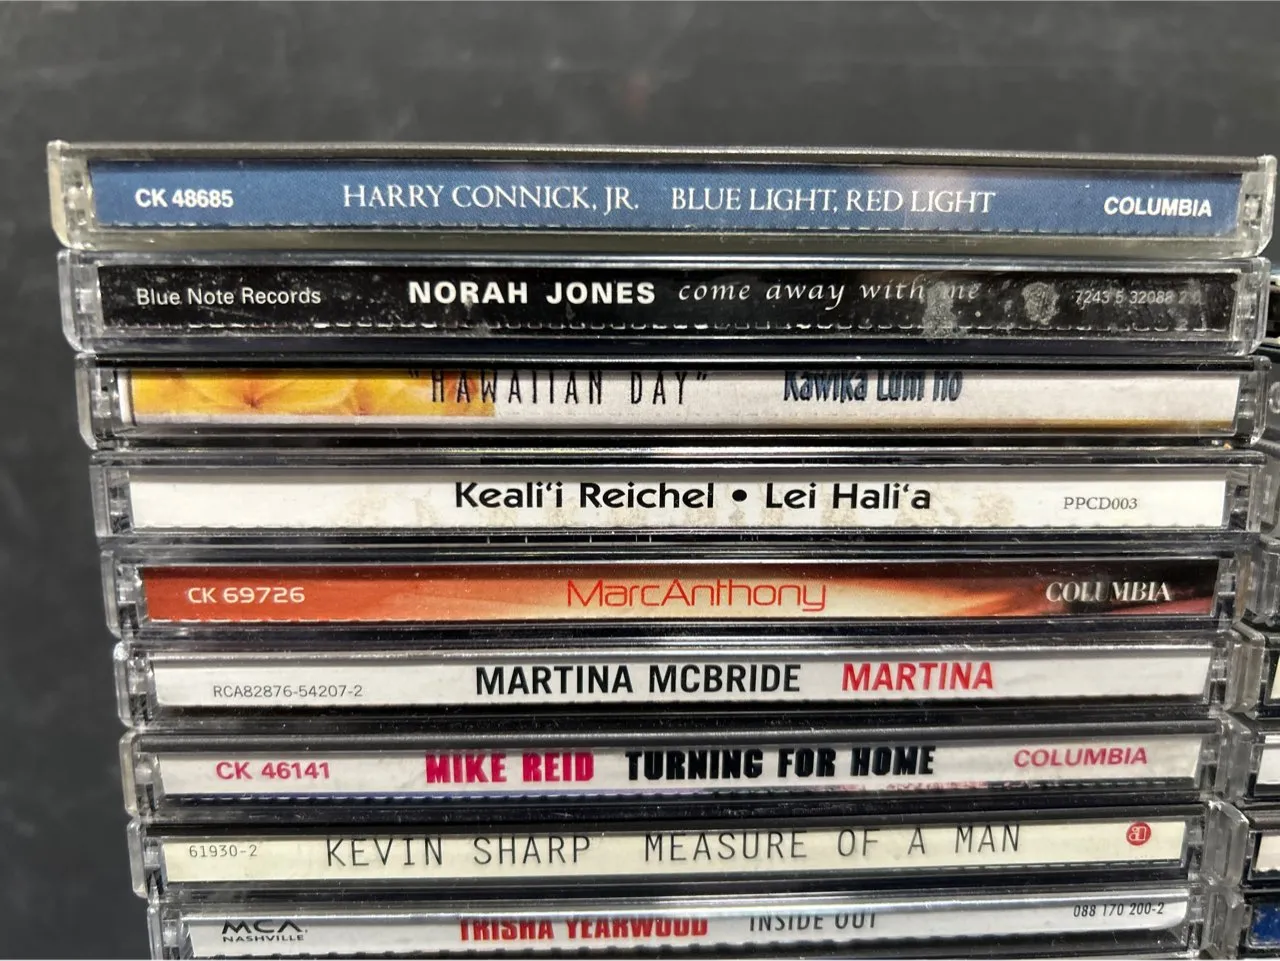 CK 48685 HARRY CONNICK, JR. BLUE LIGHT, RED LIGHT COLUMBIA
Blue Note Records NORAH JONES come away with me 7243 5 32088 2 0
"HAWAIIAN DAY" Kawika Lum Ho
Keali‘i Reichel • Lei Hali‘a PPCD003
CK 69726 MarcAnthony COLUMBIA
RCA82876-54207-2 MARTINA MCBRIDE MARTINA
CK 46141 MIKE REID TURNING FOR HOME COLUMBIA
61930-2 KEVIN SHARP MEASURE OF A MAN
MCA NASHVILLE TRISHA YEARWOOD INSIDE OUT 088 170 200-2